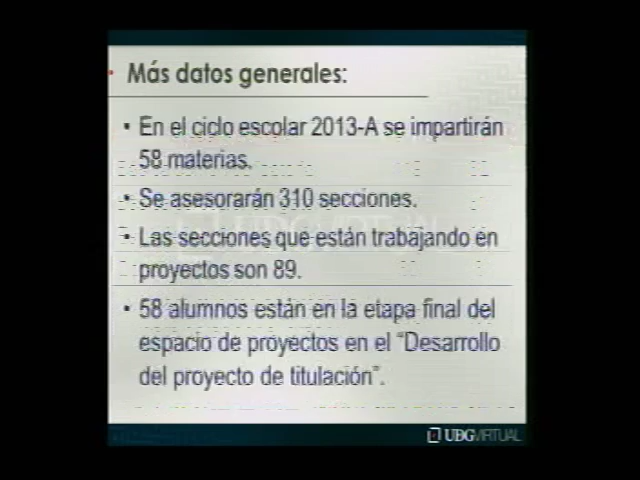 Más datos generales:
• En el ciclo escolar 2013-A se impartirán
58 materias.
• Se asesorarán 310 secciones.
• Las secciones que están trabajando en
proyectos son 89.
• 58 alumnos están en la etapa final del
espacio de proyectos en el “Desarrollo
del proyecto de titulación”.
UDGVIRTUAL
UDGVIRTUAL